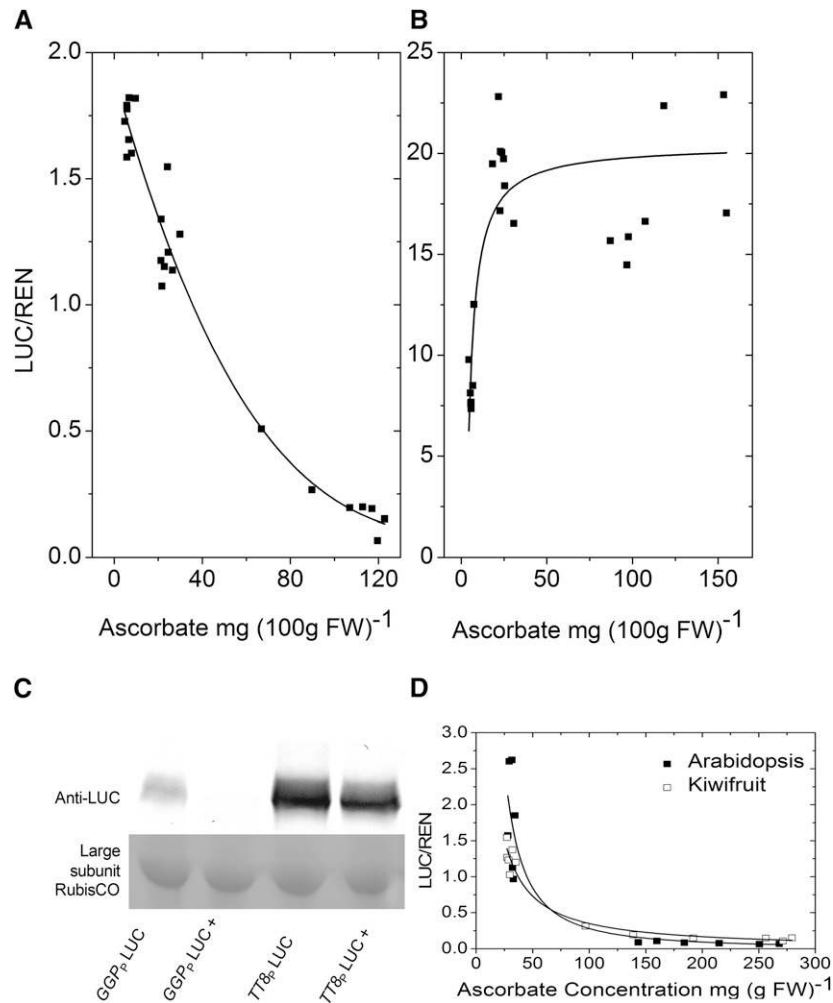 A
B
2.0
1.5
1.0
0.5
0.0
LUC/REN
0 40 80 120
Ascorbate mg (100g FW)-1
25
20
15
10
5
0
0 50 100 150
Ascorbate mg (100g FW)-1
C
Anti-LUC
Large
subunit
RubisCO
GGPP LUC
GGPP LUC+
TT8P LUC
TT8P LUC+
D
3.0
2.5
2.0
1.5
1.0
0.5
0.0
LUC/REN
Arabidopsis
Kiwifruit
0 50 100 150 200 250 300
Ascorbate Concentration mg (g FW)-1